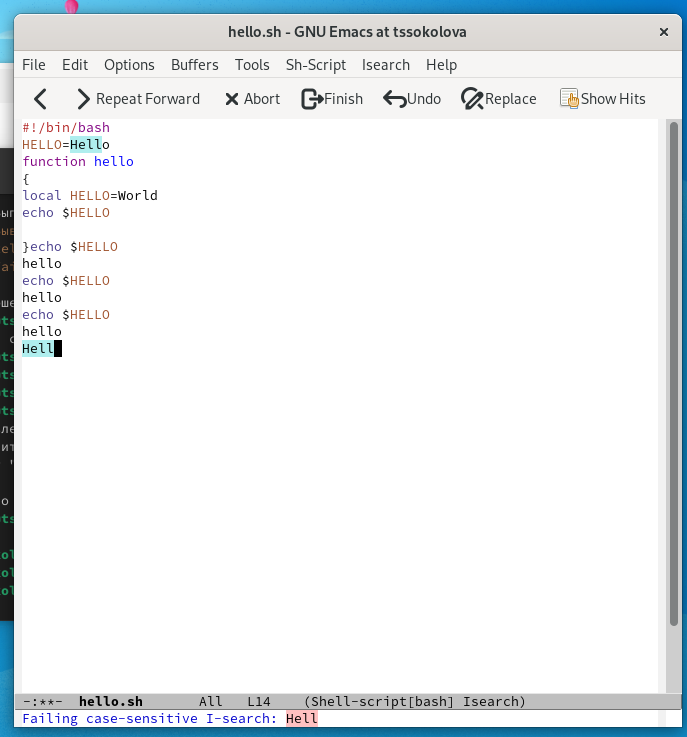 hello.sh - GNU Emacs at tssokolova
File Edit Options Buffers Tools Sh-Script Isearch Help
Repeat Forward Abort Finish Undo Replace Show Hits
#!/bin/bash
HELLO=Hello
function hello
{
local HELLO=World
echo $HELLO
}echo $HELLO
hello
echo $HELLO
hello
echo $HELLO
hello
Hell
-:**- hello.sh All L14 (Shell-script[bash] Isearch)
Failing case-sensitive I-search: Hell